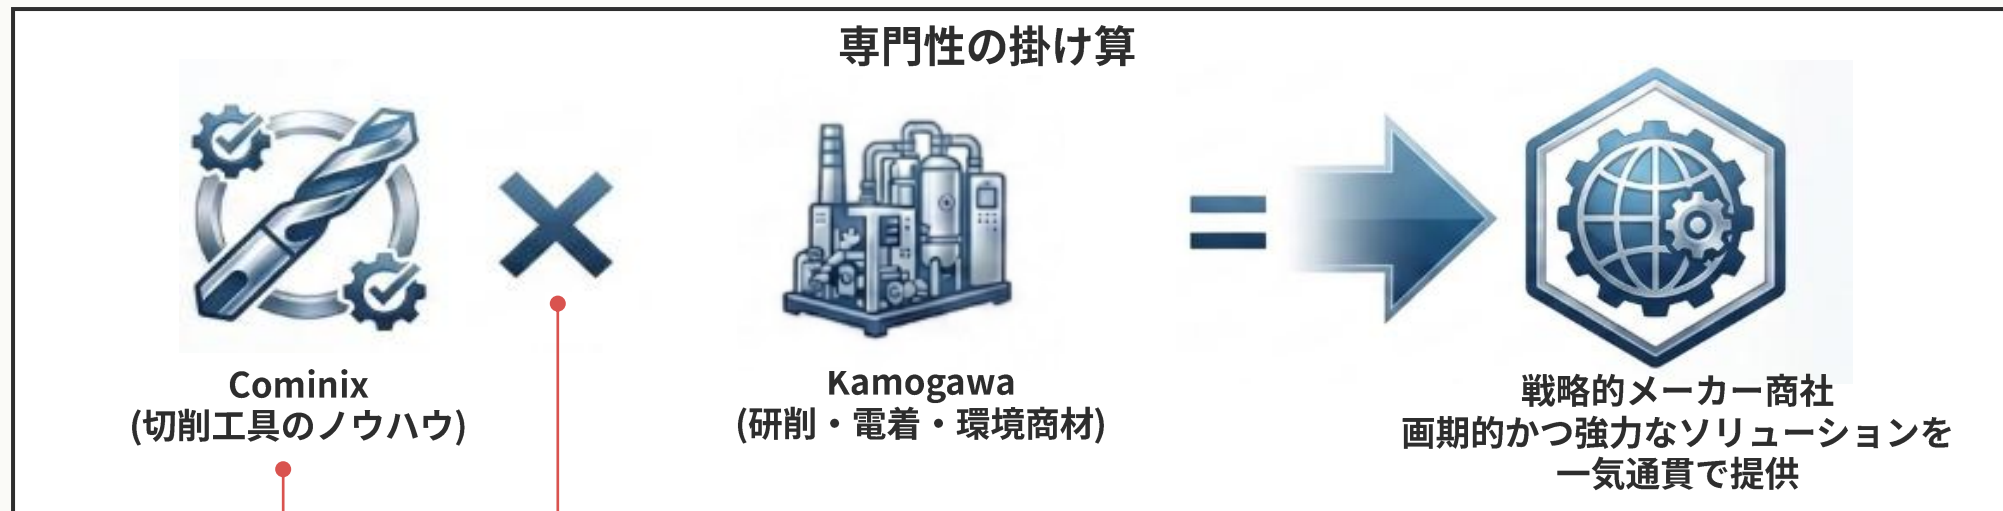 専門性の掛け算
Cominix
(切削工具のノウハウ)
Kamogawa
(研削・電着・環境商材)
戦略的メーカー商社
画期的かつ強力なソリューションを
一気通貫で提供